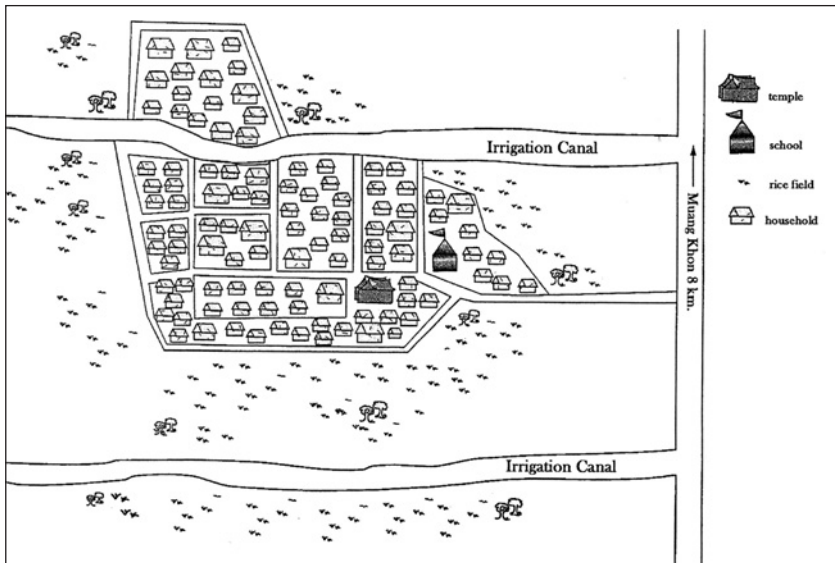 Irrigation Canal
Irrigation Canal
temple
school
rice field
household
Muang Khon 8 km.